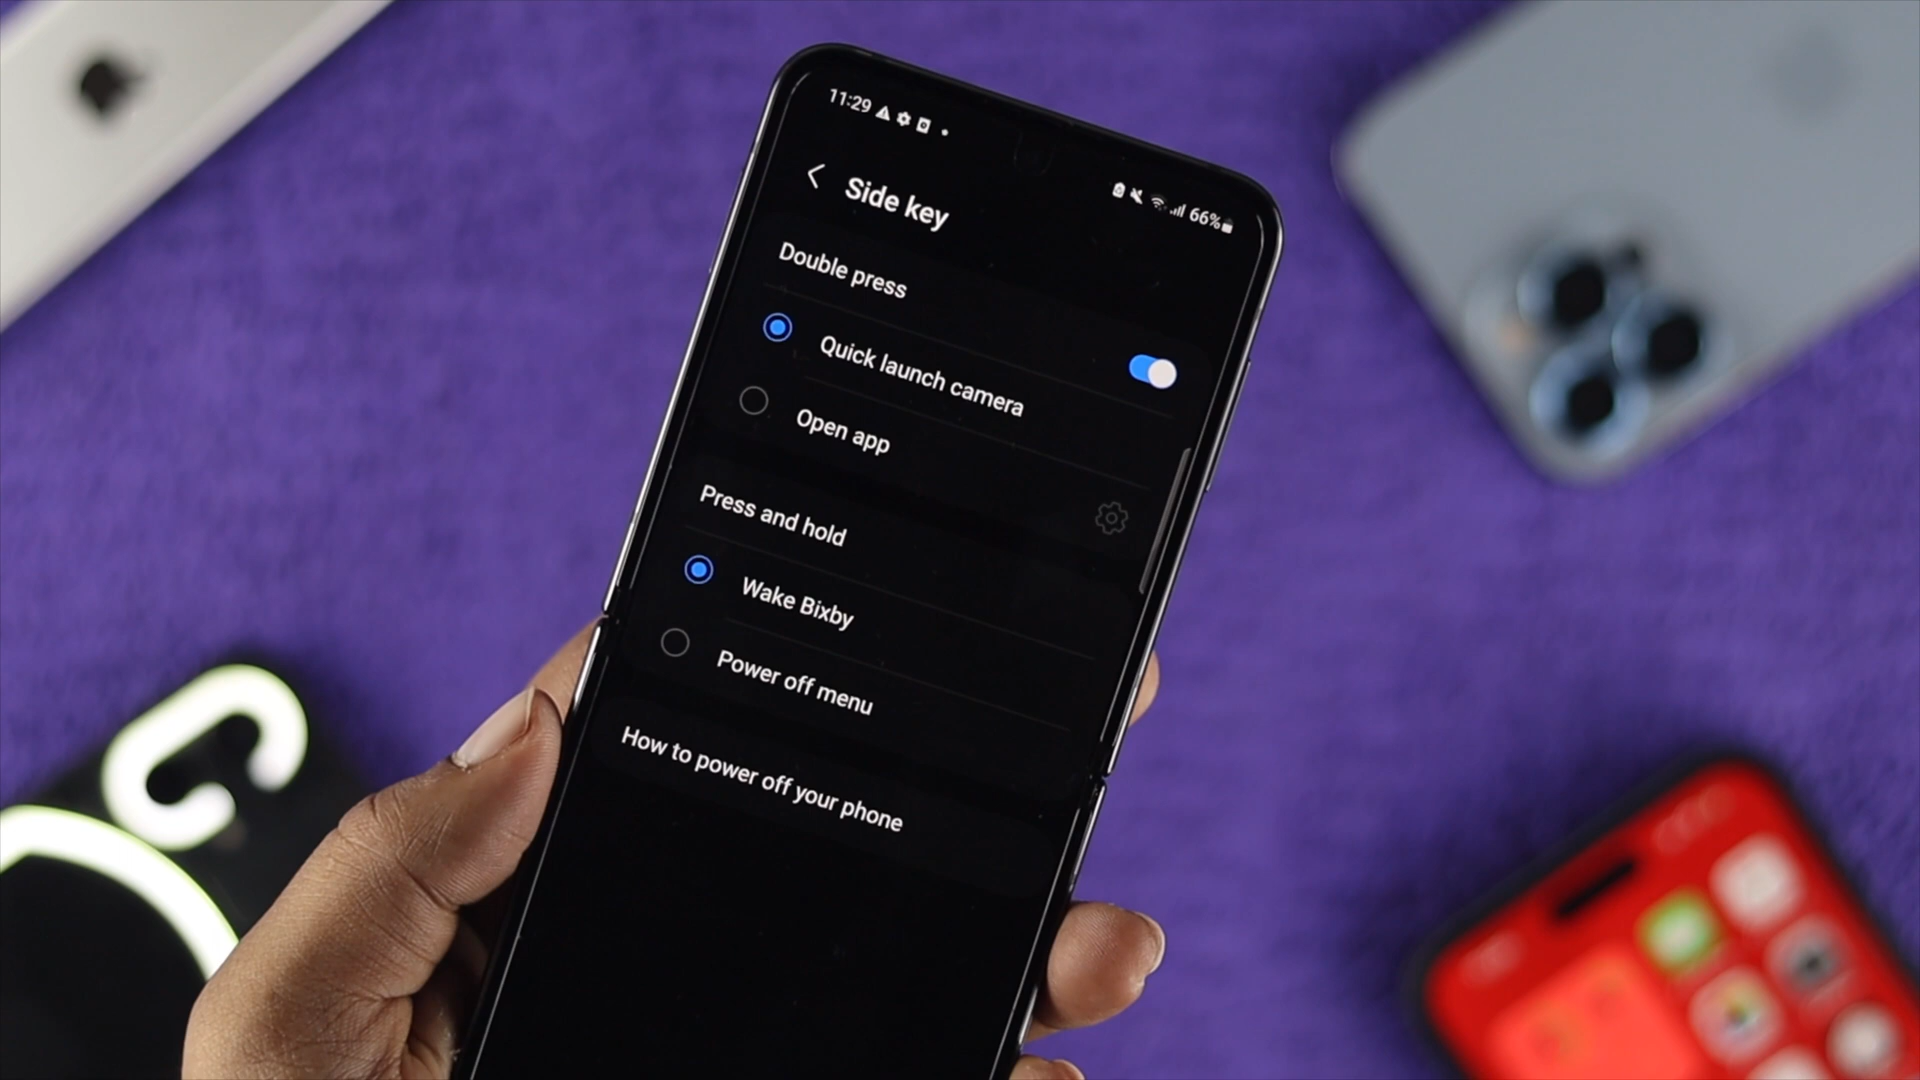 11:29
66%
Side key
Double press
Quick launch camera
Open app
Press and hold
Wake Bixby
Power off menu
How to power off your phone